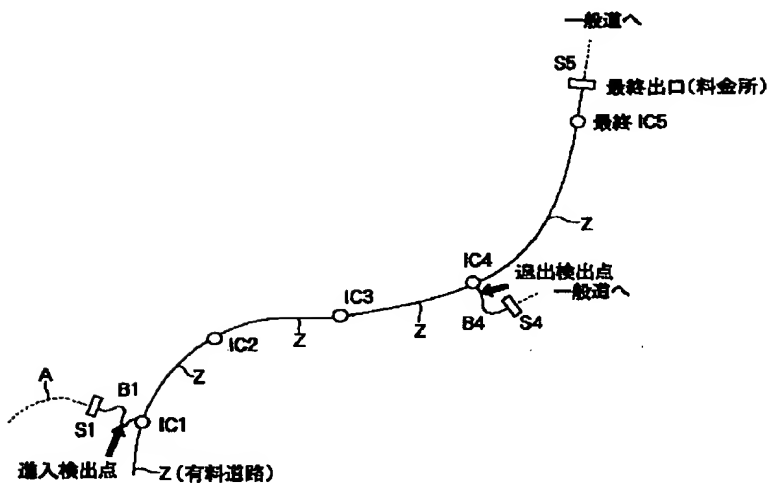 一般道へ
S5
最終出口(料金所)
最終 IC5
Z
IC4
退出検出点
一般道へ
IC3
B4
S4
Z
Z
IC2
Z
A
B1
S1
IC1
進入検出点
Z (有料道路)